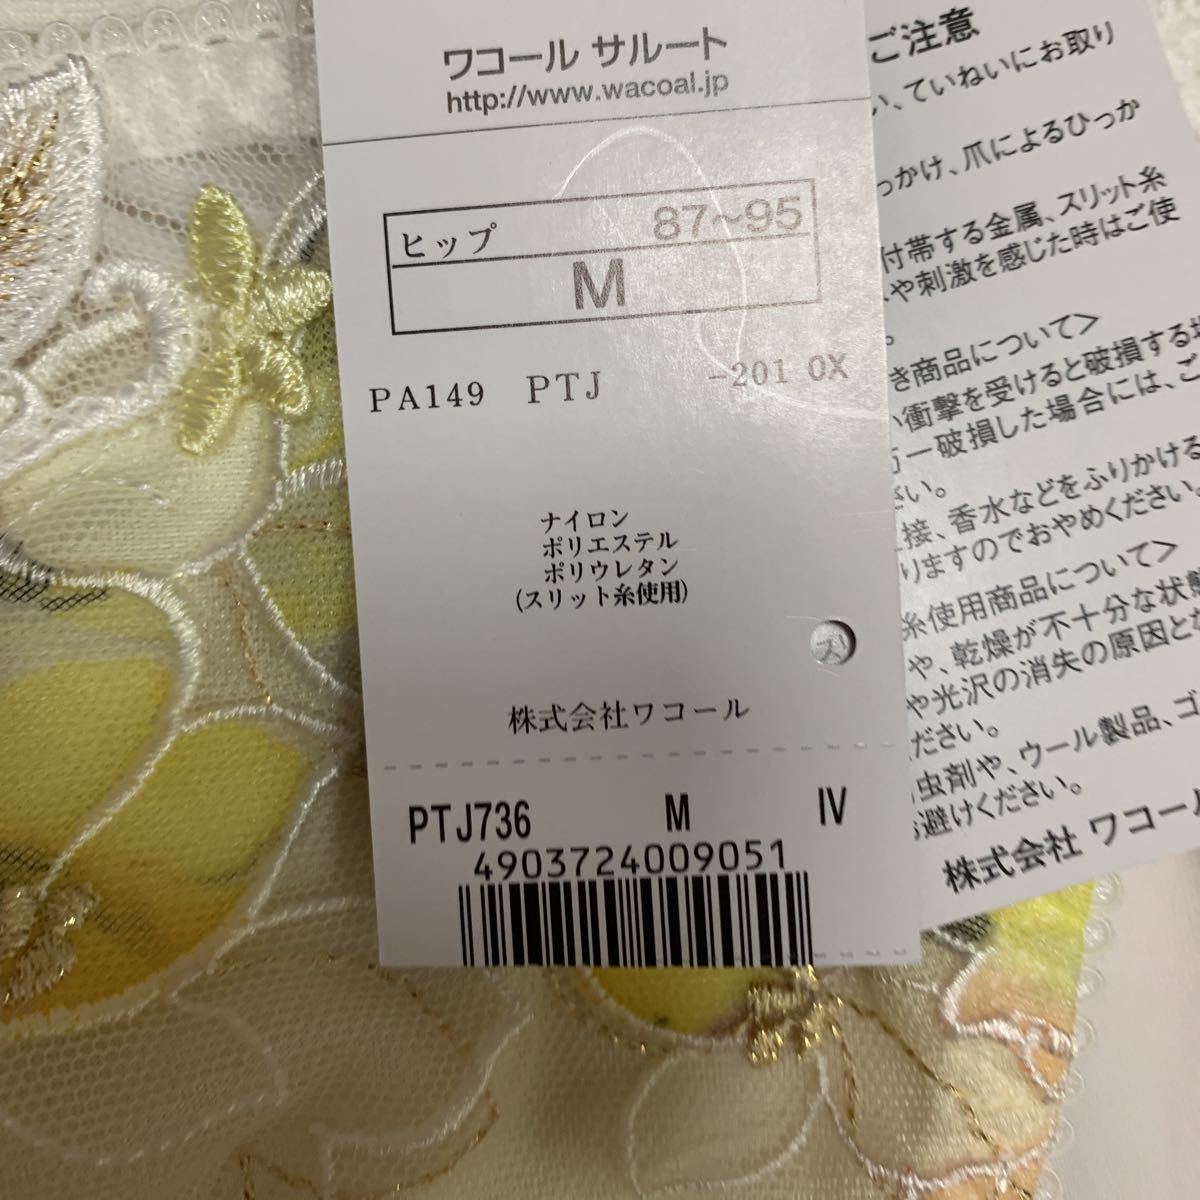 ワコール サルート
http://www.wacoal.jp
ヒップ 87~95
M
PA149 PTJ -201 0X
ナイロン
ポリエステル
ポリウレタン
(スリット糸使用)
株式会社ワコール
PTJ736 M IV
4903724009051
ご注意
い、ていねいにお取り
っかけ、爪によるひっか
付帯する金属、スリット糸
や刺激を感じた時はご使
。
き商品について>
い衝撃を受けると破損する場
万一破損した場合には、ご
さい。
接、香水などをふりかける
りますのでおやめください。
糸使用商品について>
や、乾燥が不十分な状態
や光沢の消失の原因とな
ださい。
虫剤や、ウール製品、ゴ
避けください。
株式会社 ワコール